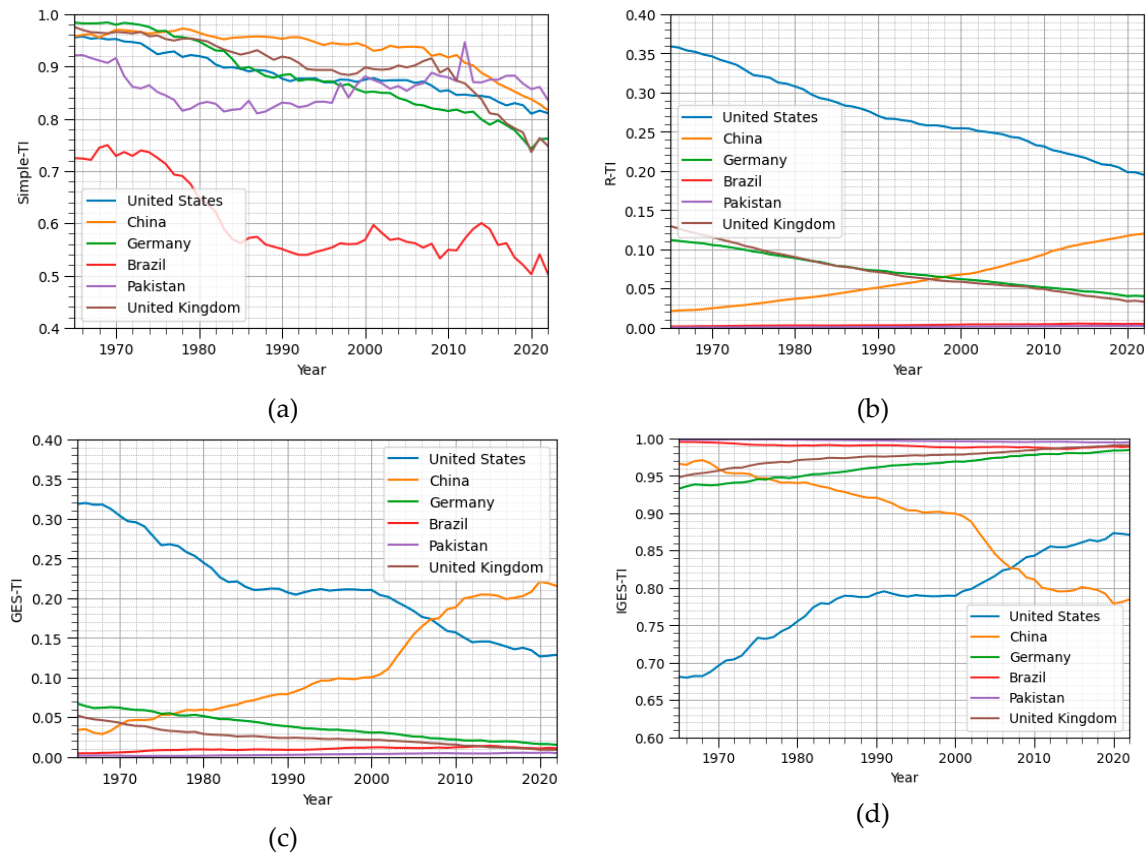 1.0
0.9
0.8
0.7
0.6
0.5
0.4
Simple-TI
United States
China
Germany
Brazil
Pakistan
United Kingdom
1970 1980 1990 2000 2010 2020
Year
(a)
0.40
0.35
0.30
0.25
0.20
0.15
0.10
0.05
0.00
R-TI
United States
China
Germany
Brazil
Pakistan
United Kingdom
1970 1980 1990 2000 2010 2020
Year
(b)
0.40
0.35
0.30
0.25
0.20
0.15
0.10
0.05
0.00
GES-TI
United States
China
Germany
Brazil
Pakistan
United Kingdom
1970 1980 1990 2000 2010 2020
Year
(c)
1.00
0.95
0.90
0.85
0.80
0.75
0.70
0.65
0.60
IGES-TI
United States
China
Germany
Brazil
Pakistan
United Kingdom
1970 1980 1990 2000 2010 2020
Year
(d)